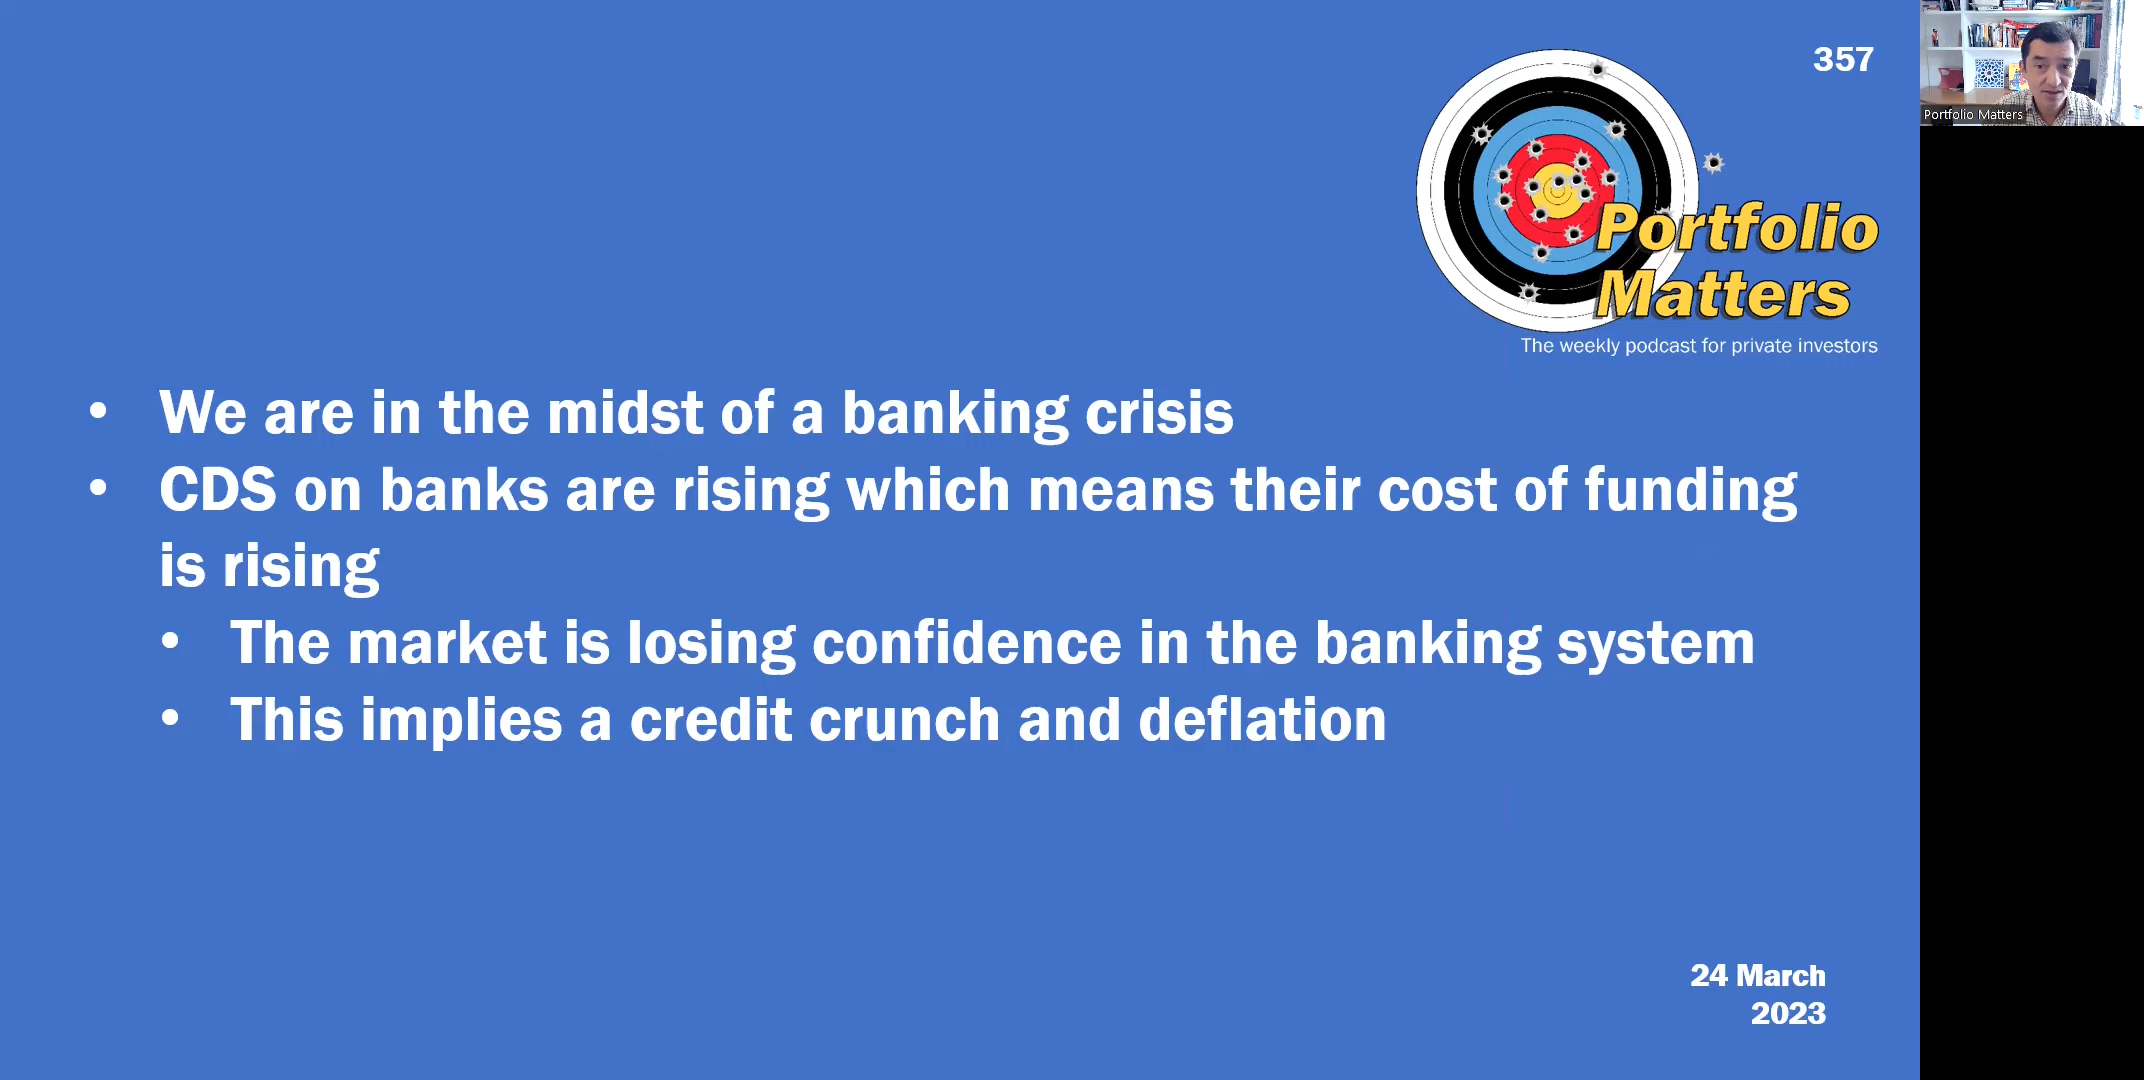 357
Portfolio Matters
Portfolio
Matters
The weekly podcast for private investors
• We are in the midst of a banking crisis
• CDS on banks are rising which means their cost of funding
is rising
• The market is losing confidence in the banking system
• This implies a credit crunch and deflation
24 March
2023